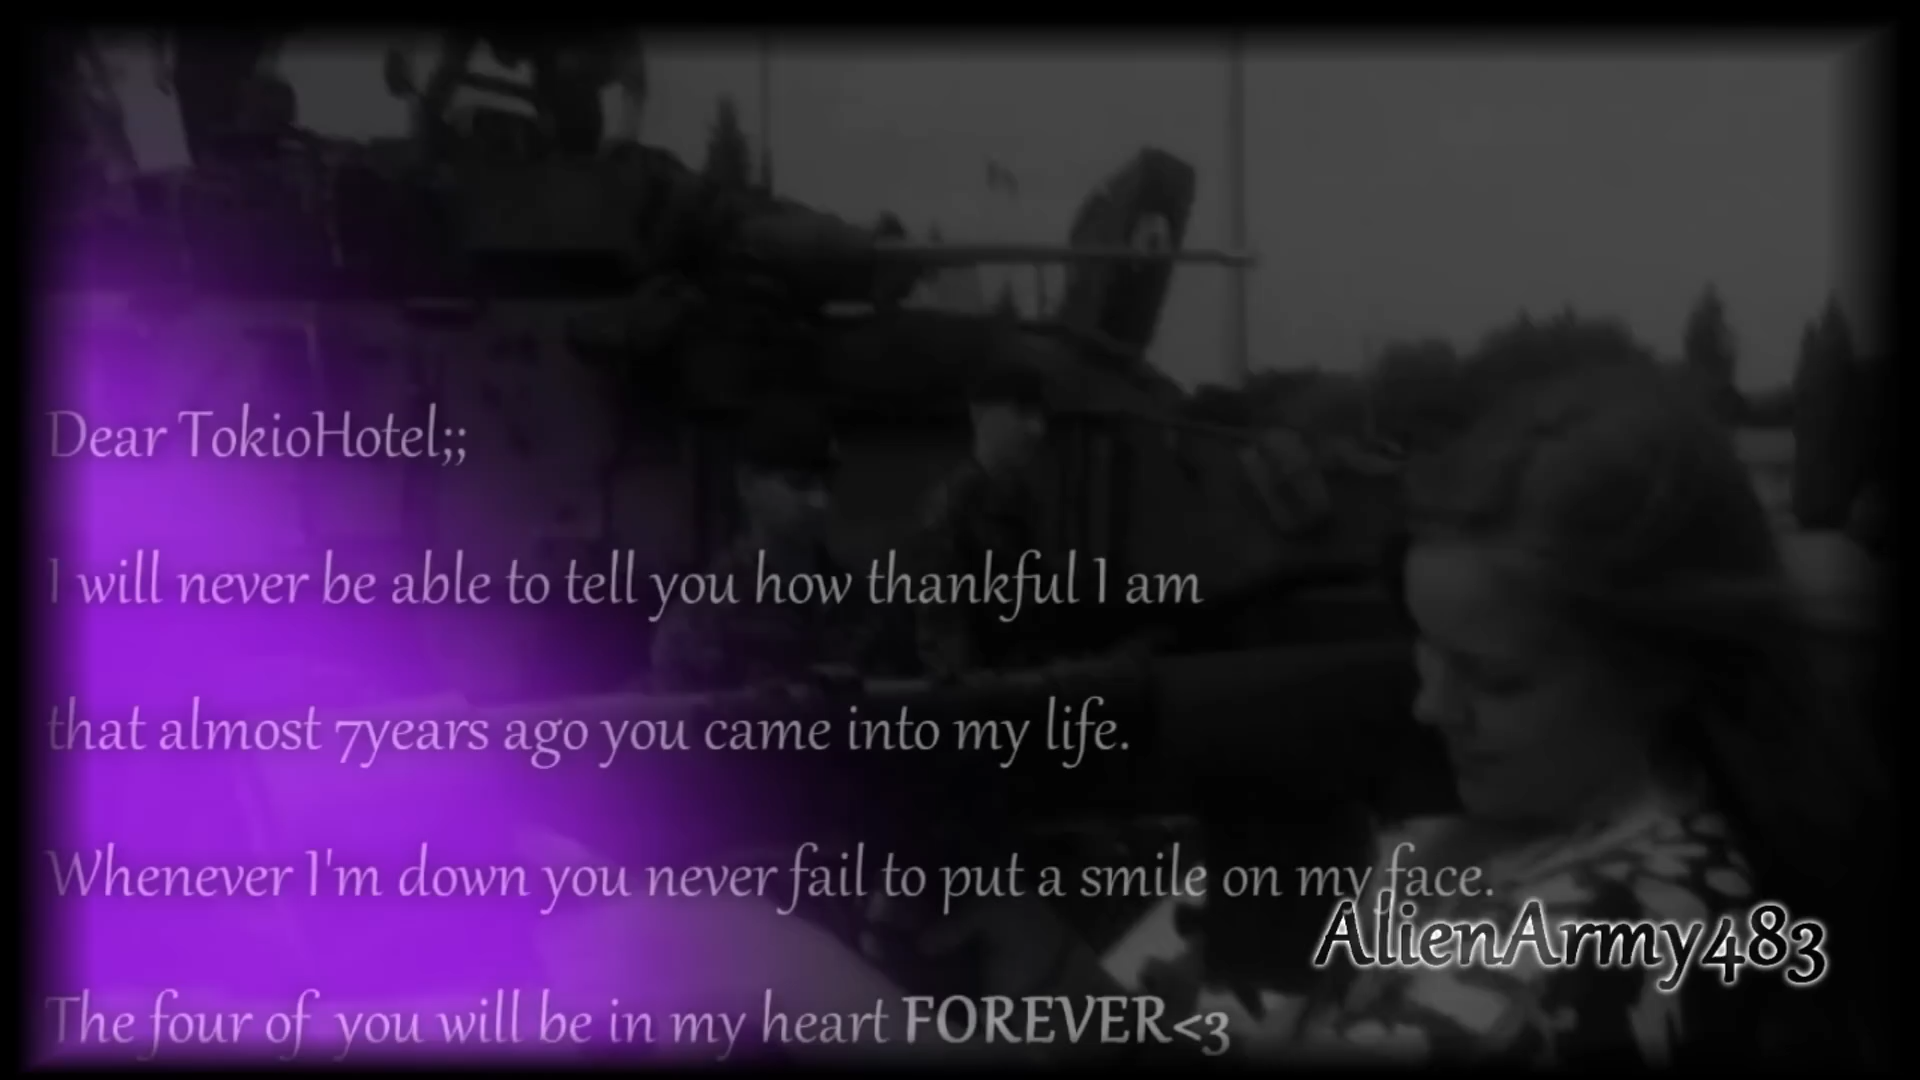 Dear TokioHotel;;
I will never be able to tell you how thankful I am
that almost 7years ago you came into my life.
Whenever I'm down you never fail to put a smile on my face.
AlienArmy483
The four of you will be in my heart FOREVER<3